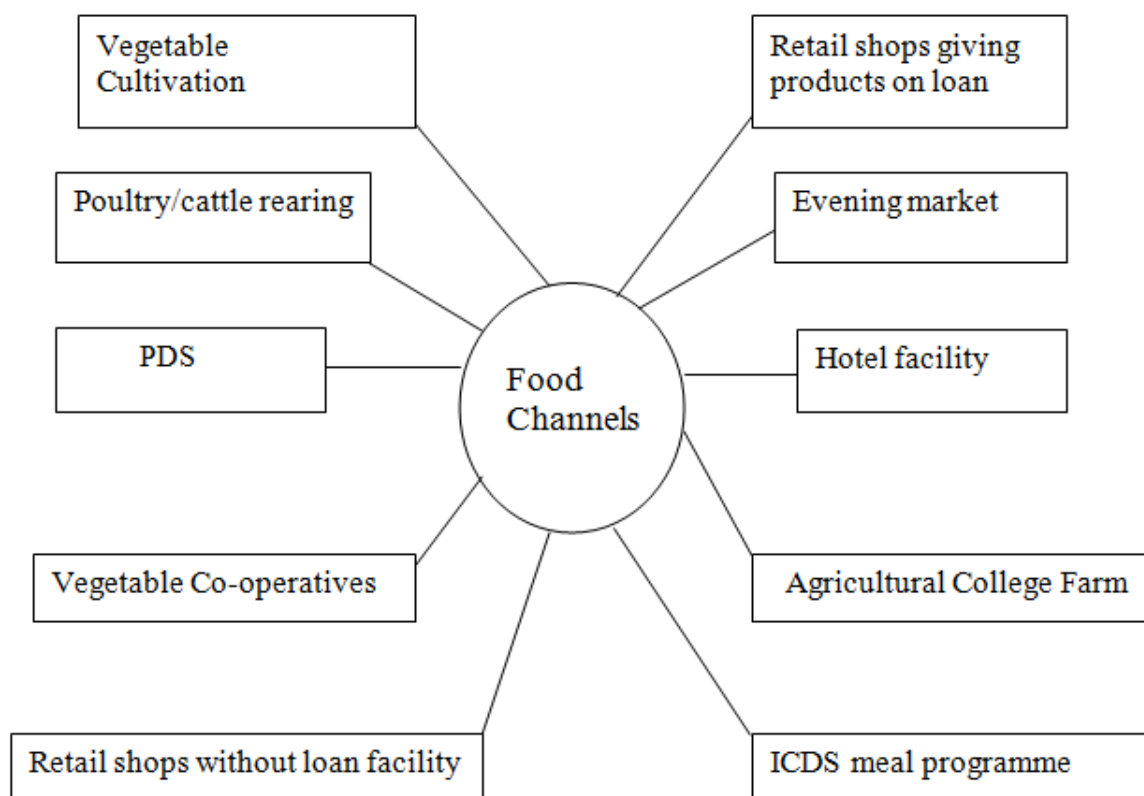 Vegetable
Cultivation
Retail shops giving
products on loan
Poultry/cattle rearing
Evening market
PDS
Hotel facility
Food
Channels
Vegetable Co-operatives
Agricultural College Farm
Retail shops without loan facility
ICDS meal programme